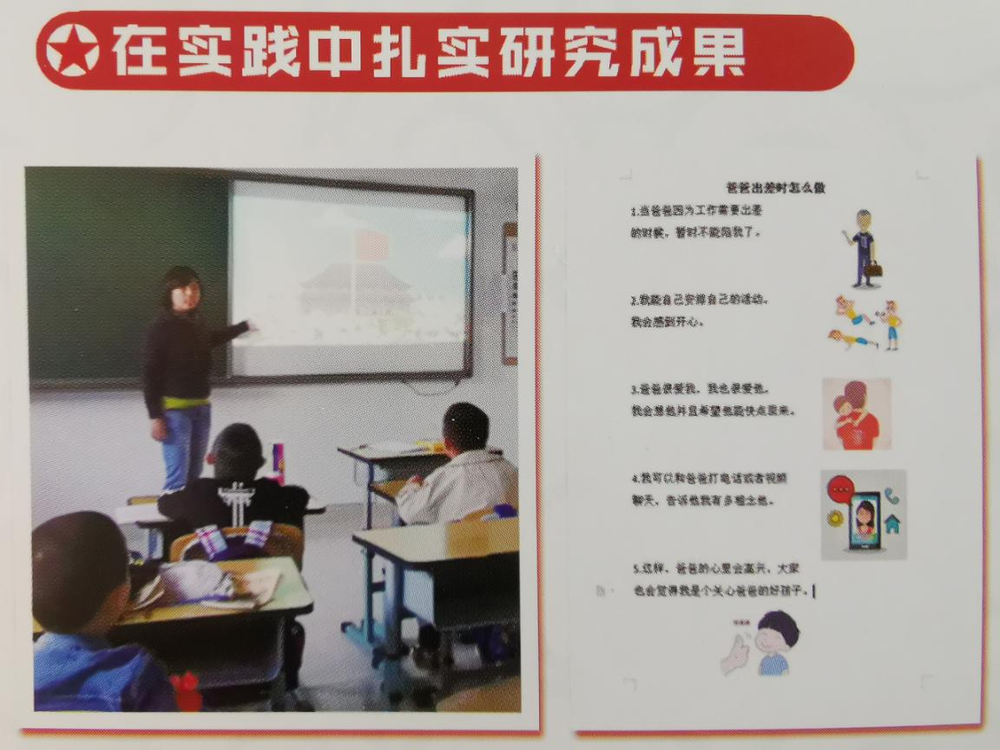 在实践中扎实研究成果
爸爸出差时怎么做
1.当爸爸因为工作需要出差
的时候，暂时不能陪我了。
2.我能自己安排自己的活动，
我会感到开心。
3.爸爸很爱我，我也很爱他。
我会想他并且希望他能快点回来。
4.我可以和爸爸打电话或者视频
聊天，告诉他我有多想念他。
5.这样，爸爸的心里会高兴，大家
也会觉得我是个关心爸爸的好孩子。